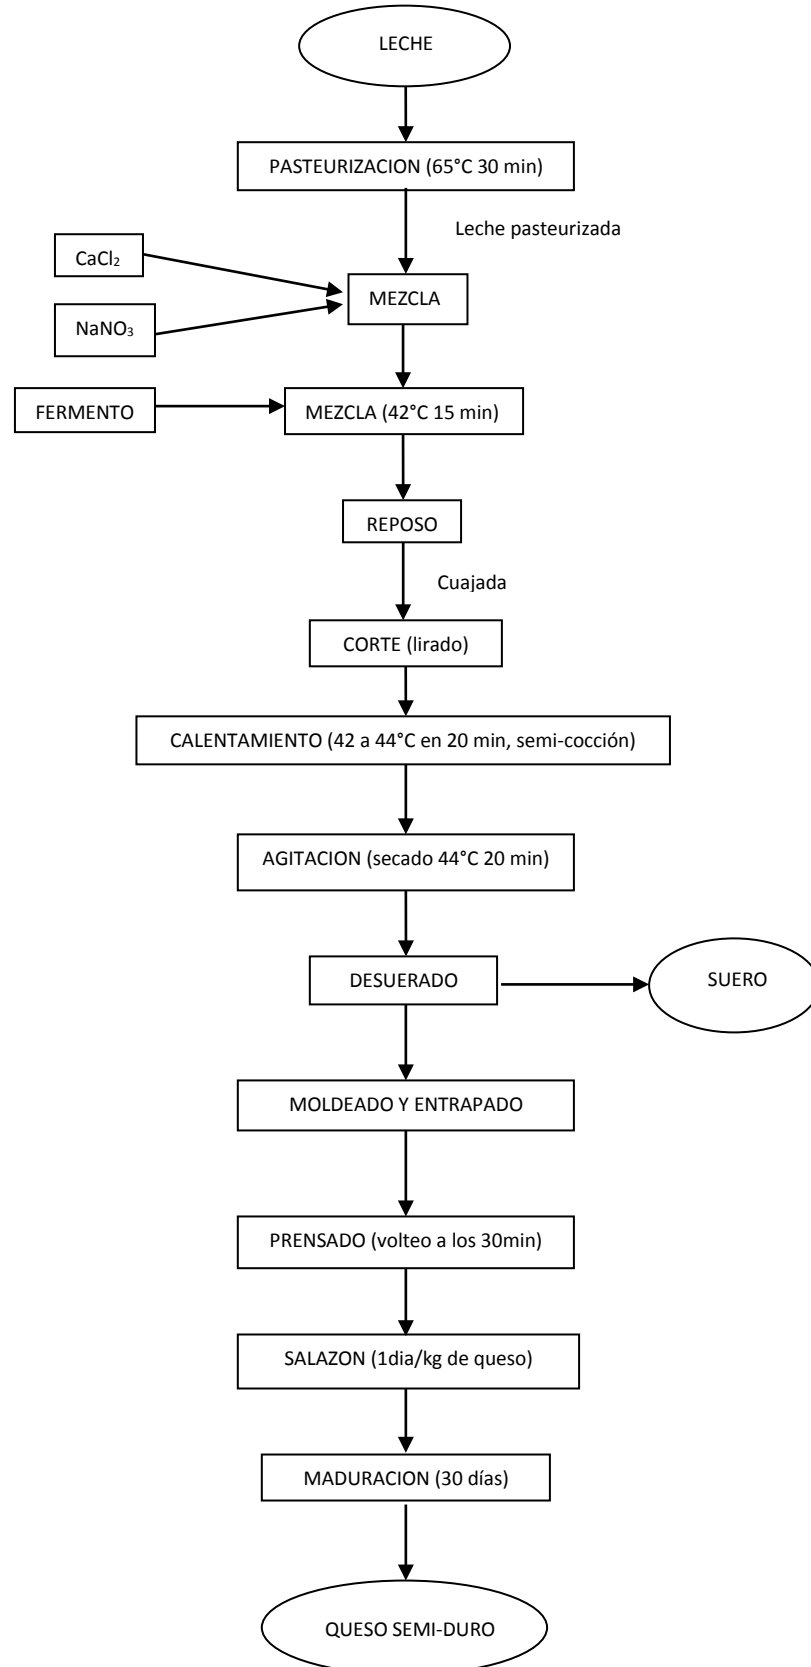 LECHE
PASTEURIZACION (65°C 30 min)
Leche pasteurizada
CaCl₂
MEZCLA
NaNO₃
FERMENTO
MEZCLA (42°C 15 min)
REPOSO
Cuajada
CORTE (lirado)
CALENTAMIENTO (42 a 44°C en 20 min, semi-cocción)
AGITACION (secado 44°C 20 min)
DESUERADO
SUERO
MOLDEADO Y ENTRAPADO
PRENSADO (volteo a los 30min)
SALAZON (1dia/kg de queso)
MADURACION (30 días)
QUESO SEMI-DURO